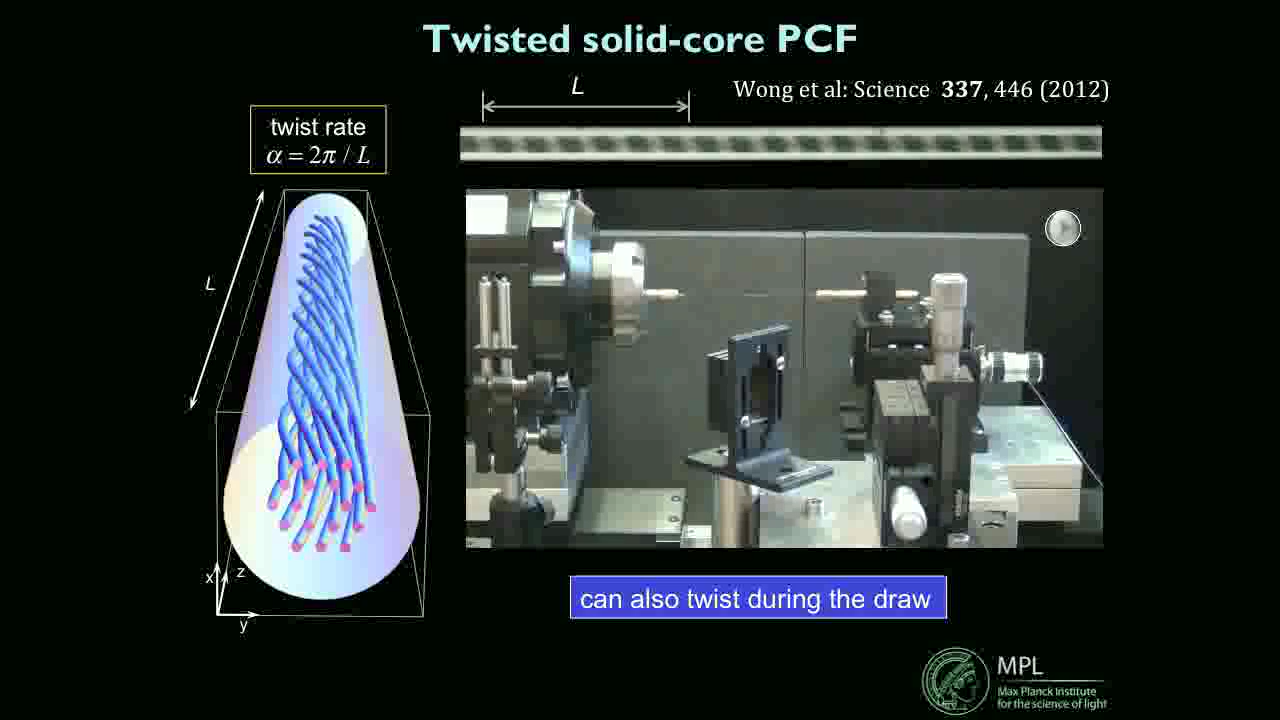 Twisted solid-core PCF
L
Wong et al: Science 337, 446 (2012)
twist rate
α = 2π / L
L
x
z
y
can also twist during the draw
MPL
Max Planck Institute
for the science of light